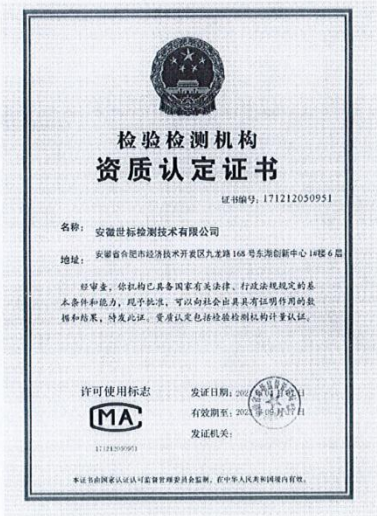 检验检测机构
资质认定证书
证书编号：171212050951
名称：安徽世标检测技术有限公司
地址：安徽省合肥市经济技术开发区九龙路168号东湖创新中心1#楼6层
经审查，你机构已具备国家有关法律、行政法规规定的基
本条件和能力，现予批准，可以向社会出具具有证明作用的数
据和结果，特发此证。资质认定包括检验检测机构计量认证。
许可使用标志
MA
171212050951
发证日期：
有效期至：
发证机关：
本证书由国家认证认可监督管理委员会监制，在中华人民共和国境内有效。